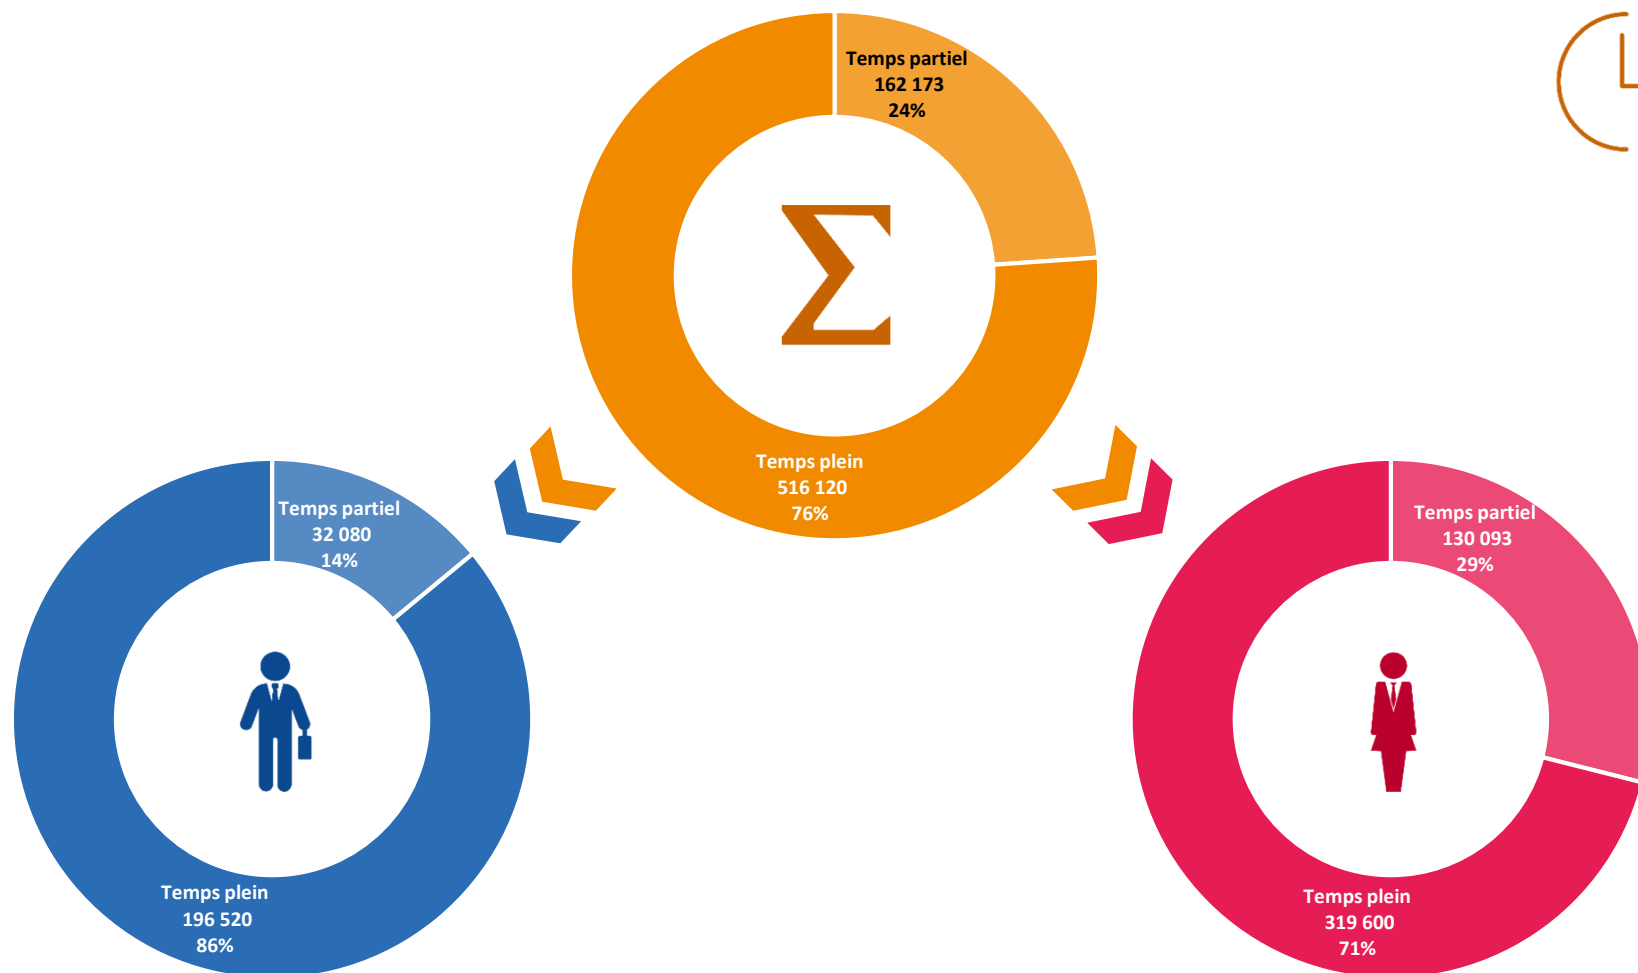 Temps partiel
162 173
24%
Σ
Temps plein
516 120
76%
Temps partiel
32 080
14%
Temps plein
196 520
86%
Temps partiel
130 093
29%
Temps plein
319 600
71%